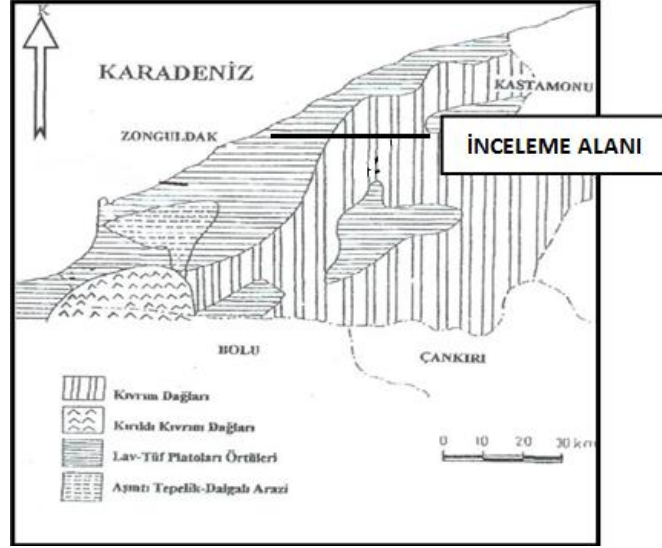 K
KARADENİZ
KASTAMONU
ZONGULDAK
İNCELEME ALANI
BOLU
ÇANKIRI
Kıvrım Dağları
Kırıklı Kıvrım Dağları
Lav-Tüf Platoları Örtüleri
Aşıntı Tepelik-Dalgalı Arazi
0 10 20 30 km